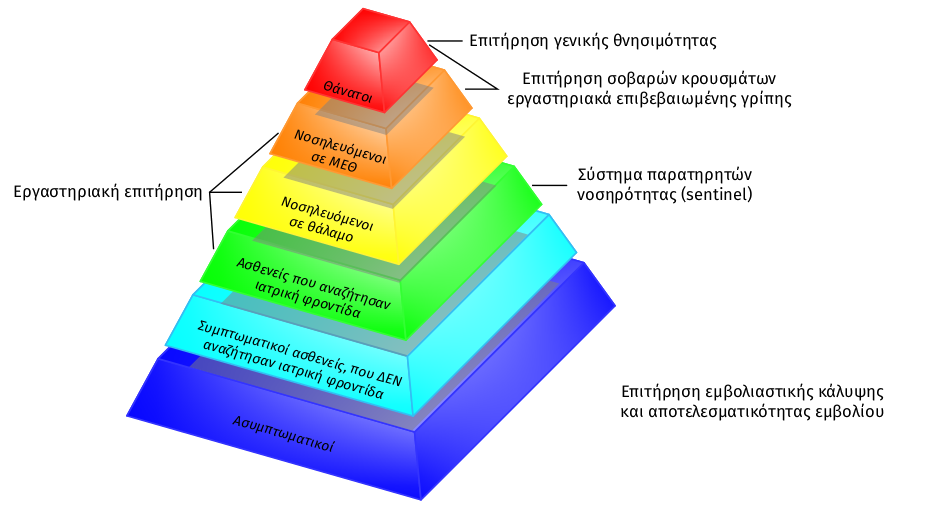 Επιτήρηση γενικής θνησιμότητας
Επιτήρηση σοβαρών κρουσμάτων
εργαστηριακά επιβεβαιωμένης γρίπης
Θάνατοι
Νοσηλευόμενοι
σε ΜΕΘ
Εργαστηριακή επιτήρηση
Σύστημα παρατηρητών
νοσηρότητας (sentinel)
Νοσηλευόμενοι
σε θάλαμο
Ασθενείς που αναζήτησαν
ιατρική φροντίδα
Συμπτωματικοί ασθενείς, που ΔΕΝ
αναζήτησαν ιατρική φροντίδα
Επιτήρηση εμβολιαστικής κάλυψης
και αποτελεσματικότητας εμβολίου
Ασυμπτωματικοί